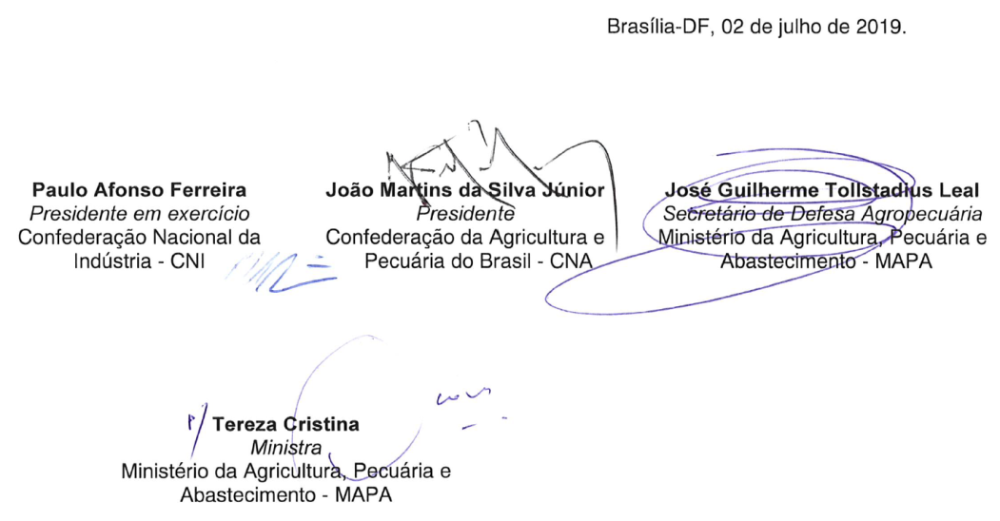 Brasília-DF, 02 de julho de 2019.
Paulo Afonso Ferreira
Presidente em exercício
Confederação Nacional da
Indústria - CNI
João Martins da Silva Júnior
Presidente
Confederação da Agricultura e
Pecuária do Brasil - CNA
José Guilherme Tollstadius Leal
Secretário de Defesa Agropecuária
Ministério da Agricultura, Pecuária e
Abastecimento - MAPA
P/ Tereza Cristina
Ministra
Ministério da Agricultura, Pecuária e
Abastecimento - MAPA